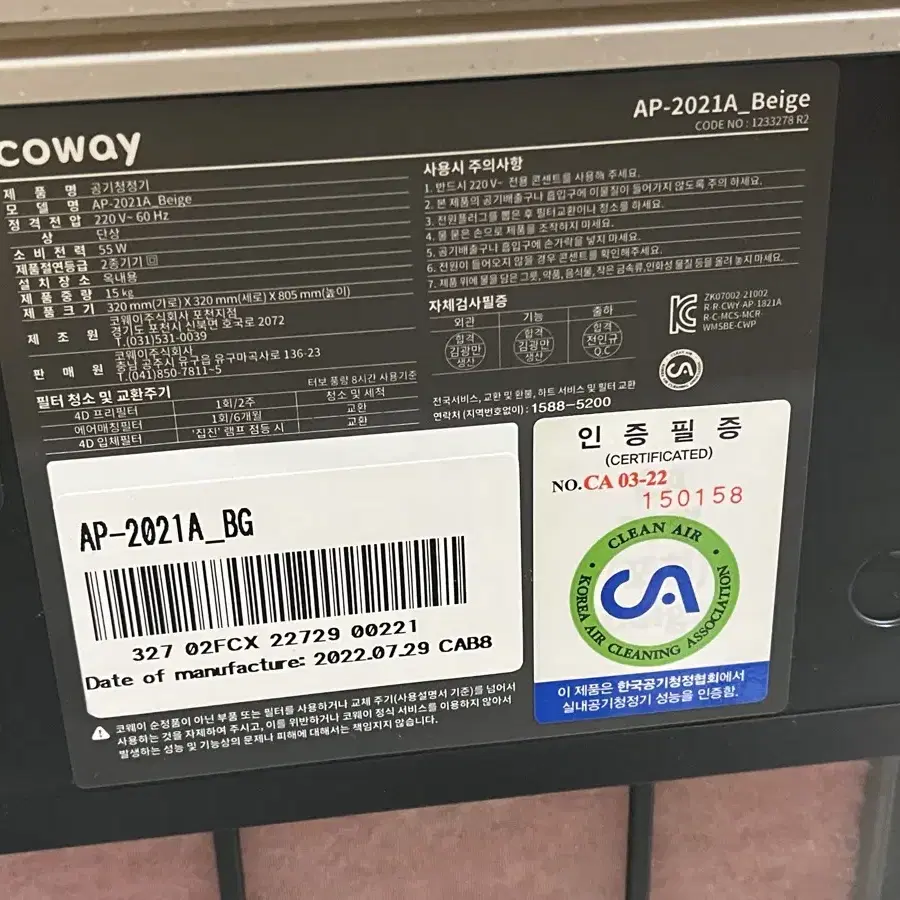 coway
AP-2021A_Beige
CODE NO : 1233278 R2
제 품 명 공기청정기
모 델 명 AP-2021A_Beige
정 격 전 압 220 V~ 60 Hz
상 단상
소 비 전 력 55 W
제품절연등급 2종기기
설 치 장 소 옥내용
제 품 중 량 15 kg
제 품 크 기 320 mm(가로) X 320 mm(세로) X 805 mm(높이)
제 조 원 코웨이주식회사 포천지점
경기도 포천시 신북면 호국로 2072
T.(031)531-0039
판 매 원 코웨이주식회사
충남 공주시 유구읍 유구마곡사로 136-23
T.(041)850-7811~5
필터 청소 및 교환주기 터보 풍량 8시간 사용기준
4D 프리필터 1회/2주 청소 및 세척
에어매칭필터 1회/6개월 교환
4D 입체필터 '집진' 램프 점등 시 교환
사용시 주의사항
1. 반드시 220 V~ 전용 콘센트를 사용해 주세요.
2. 본 제품의 공기배출구나 흡입구에 이물질이 들어가지 않도록 주의 하세요.
3. 전원플러그를 뽑은 후 필터교환이나 청소를 하세요.
4. 물 묻은 손으로 제품을 조작하지 마세요.
5. 공기배출구나 흡입구에 손가락을 넣지 마세요.
6. 전원이 들어오지 않을 경우 콘센트를 확인해주세요.
7. 제품 위에 물을 담은 그릇, 약품, 음식물, 작은 금속류, 인화성 물질 등을 올려 놓지 마세요.
자체검사필증
외관 기능 출하
합격 합격 합격
김광만 김광만 전인규
생산 생산 Q.C
ZK07002-21002
R-R-CWY-AP-1821A
R-C-MCS-MCR-
WM5BE-CWP
전국서비스, 교환 및 환불, 하트 서비스 및 필터 교환
연락처 (지역번호없이) : 1588-5200
AP-2021A_BG
327 02FCX 22729 00221
Date of manufacture: 2022.07.29 CAB8
인 증 필 증
(CERTIFICATED)
NO. CA 03-22
150158
CLEAN AIR
CA
KOREA AIR CLEANING ASSOCIATION
이 제품은 한국공기청정협회에서
실내공기청정기 성능을 인증함.
코웨이 순정품이 아닌 부품 또는 필터를 사용하거나 교체 주기(사용설명서 기준)를 넘어서
사용하는 것을 자제하여 주시고, 이를 위반하거나 코웨이 정식 서비스를 이용하지 않아서
발생하는 성능 및 기능상의 문제나 피해에 대해서는 책임지지 않습니다.